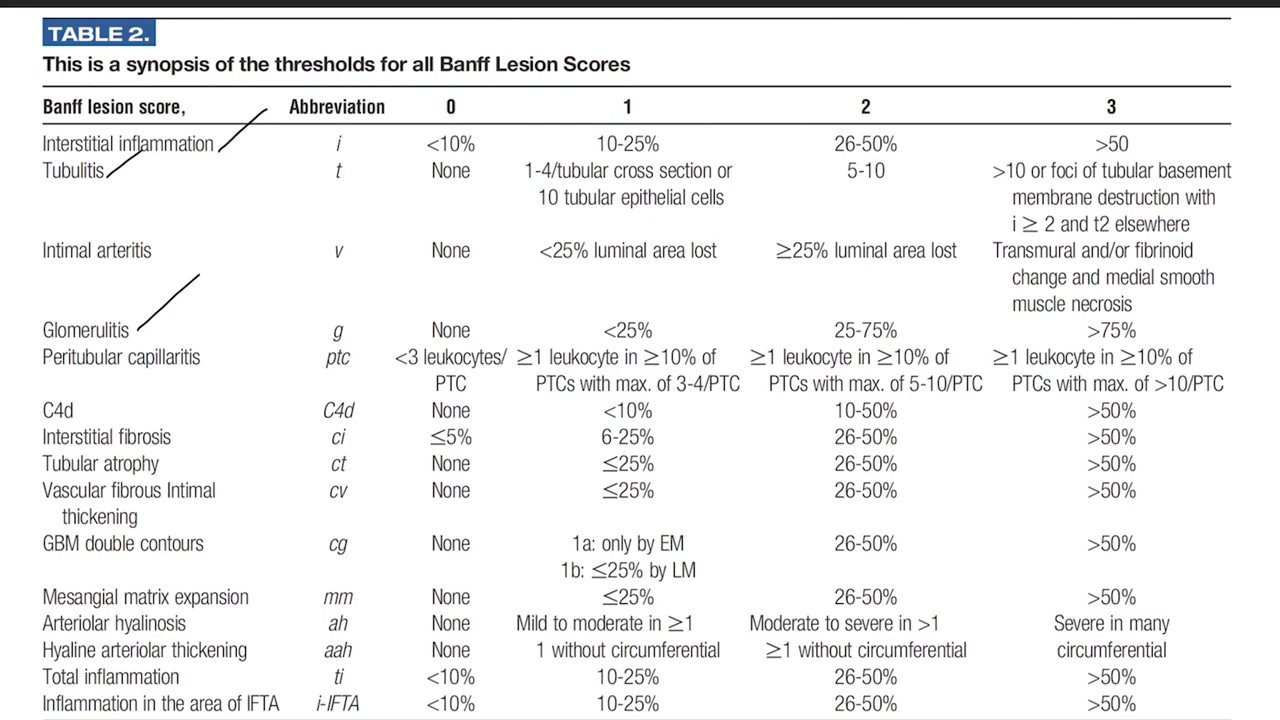 TABLE 2.
This is a synopsis of the thresholds for all Banff Lesion Scores
Banff lesion score, Abbreviation 0 1 2 3
Interstitial inflammation i <10% 10-25% 26-50% >50
Tubulitis t None 1-4/tubular cross section or 5-10 >10 or foci of tubular basement
10 tubular epithelial cells membrane destruction with
i ≥ 2 and t2 elsewhere
Intimal arteritis v None <25% luminal area lost ≥25% luminal area lost Transmural and/or fibrinoid
change and medial smooth
muscle necrosis
Glomerulitis g None <25% 25-75% >75%
Peritubular capillaritis ptc <3 leukocytes/ ≥1 leukocyte in ≥10% of ≥1 leukocyte in ≥10% of ≥1 leukocyte in ≥10% of
PTC PTCs with max. of 3-4/PTC PTCs with max. of 5-10/PTC PTCs with max. of >10/PTC
C4d C4d None <10% 10-50% >50%
Interstitial fibrosis ci ≤5% 6-25% 26-50% >50%
Tubular atrophy ct None ≤25% 26-50% >50%
Vascular fibrous Intimal cv None ≤25% 26-50% >50%
thickening
GBM double contours cg None 1a: only by EM 26-50% >50%
1b: ≤25% by LM
Mesangial matrix expansion mm None ≤25% 26-50% >50%
Arteriolar hyalinosis ah None Mild to moderate in ≥1 Moderate to severe in >1 Severe in many
Hyaline arteriolar thickening aah None 1 without circumferential ≥1 without circumferential circumferential
Total inflammation ti <10% 10-25% 26-50% >50%
Inflammation in the area of IFTA i-IFTA <10% 10-25% 26-50% >50%